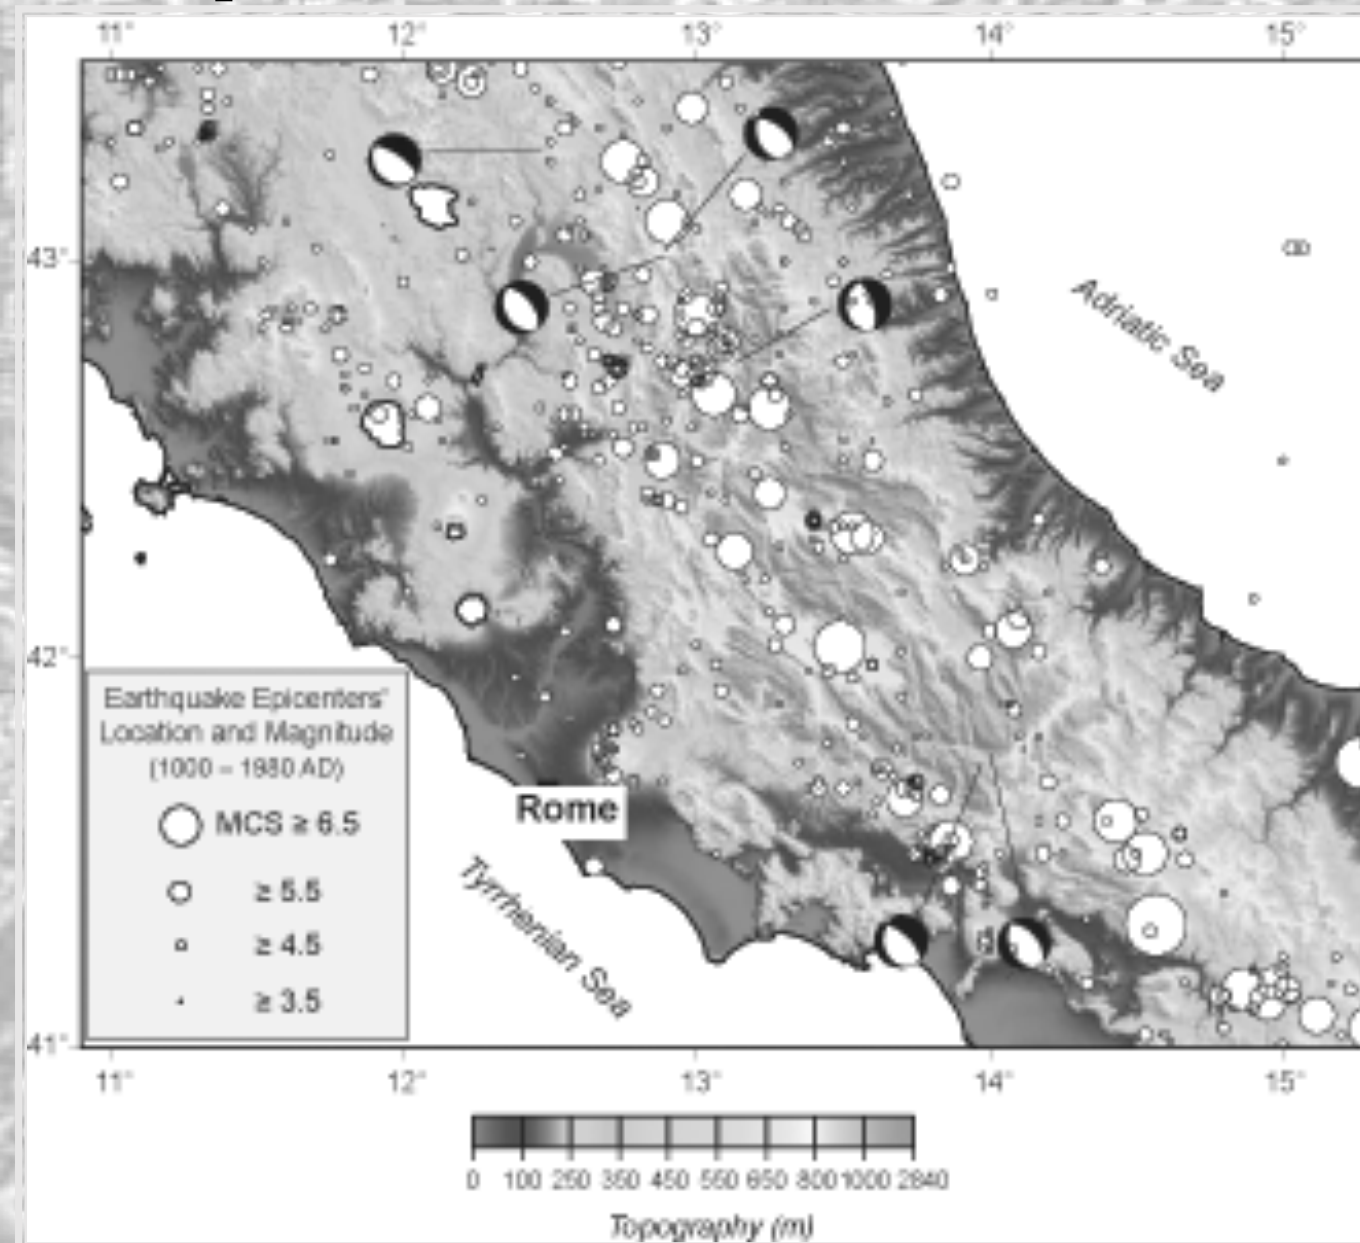 11° 12° 13° 14° 15°
43°
Adriatic Sea
42°
Earthquake Epicenters'
Location and Magnitude
(1000 – 1980 AD)
MCS ≥ 6.5
≥ 5.5
≥ 4.5
≥ 3.5
Rome
Tyrrhenian Sea
41°
11° 12° 13° 14° 15°
0 100 250 350 450 550 650 800 1000 2840
Topography (m)